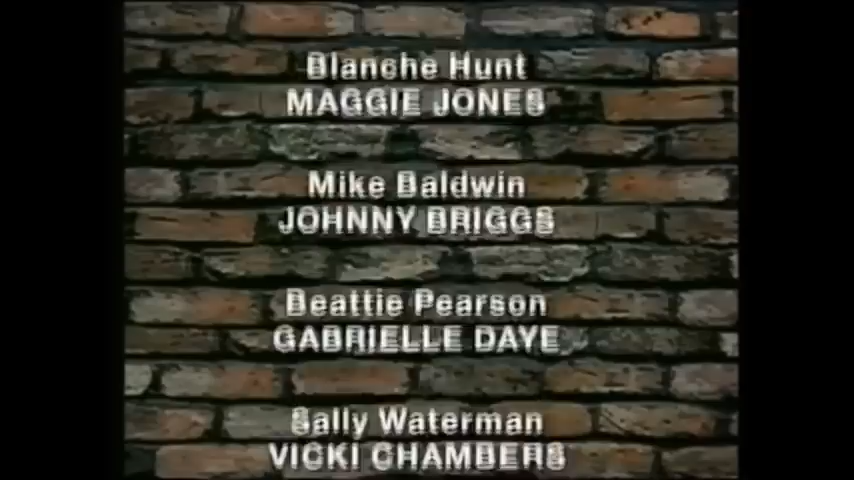 Blanche Hunt
MAGGIE JONES
Mike Baldwin
JOHNNY BRIGGS
Beattie Pearson
GABRIELLE DAYE
Sally Waterman
VICKI CHAMBERS